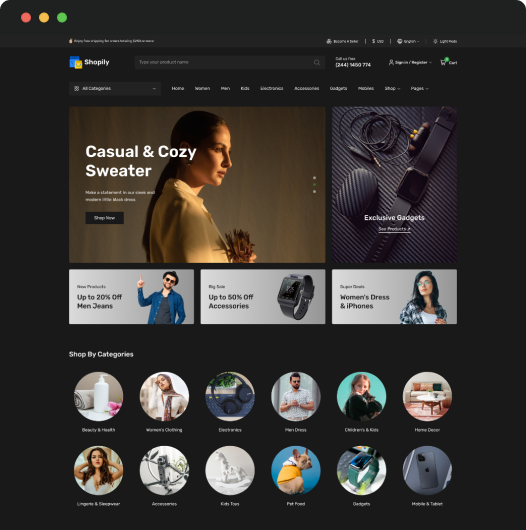 Enjoy free shipping for orders totaling $250 or more.
Become A Seller
$ USD
English
Light Mode
Shopily
Type your product name
Call us free
(244) 1450 774
Sign in / Register
Cart
All Categories
Home Women Men Kids Electronics Accessories Gadgets Mobiles Shop Pages
Casual & Cozy
Sweater
Make a statement in our sleek and
modern little black dress
Shop Now
Exclusive Gadgets
See Products
New Products
Up to 20% Off
Men Jeans
Big Sale
Up to 50% Off
Accessories
Super Deals
Women's Dress
& iPhones
Shop By Categories
Beauty & Health
Women's Clothing
Electronics
Men Dress
Children's & Kids
Home Decor
Lingerie & Sleepwear
Accessories
Kids Toys
Pet Food
Gadgets
Mobile & Tablet